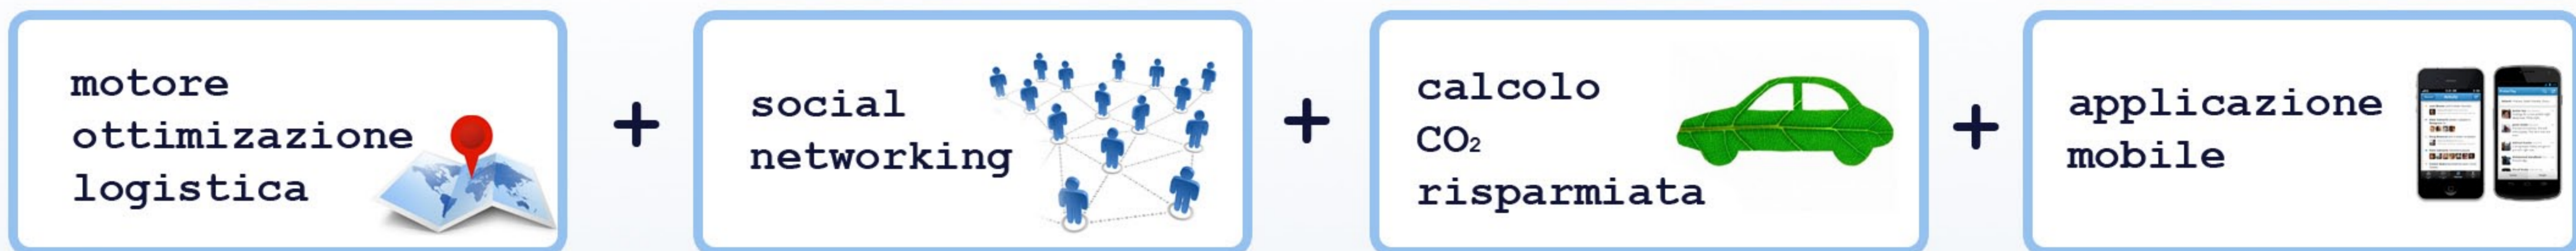 motore
ottimizazione
logistica
+
social
networking
+
calcolo
CO₂
risparmiata
+
applicazione
mobile